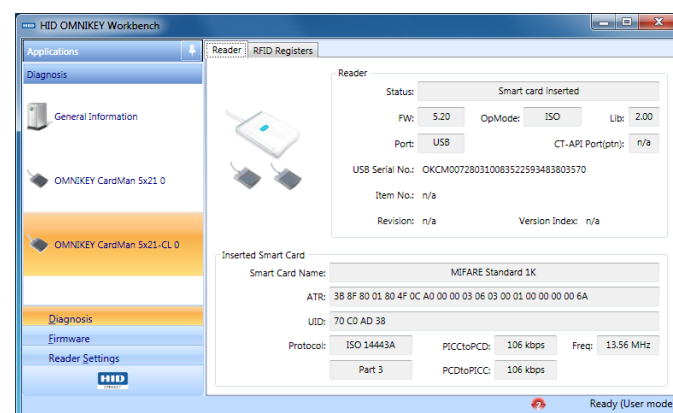 HID OMNIKEY Workbench
Applications
Diagnosis
General Information
OMNIKEY CardMan 5x21 0
OMNIKEY CardMan 5x21-CL 0
Diagnosis
Firmware
Reader Settings
HID
Reader RFID Registers
Reader
Status: Smart card inserted
FW: 5.20 OpMode: ISO Lib: 2.00
Port: USB CT-API Port(ptn): n/a
USB Serial No.: OKCM007280310083522593483803570
Item No.: n/a
Revision: n/a Version Index: n/a
Inserted Smart Card
Smart Card Name: MIFARE Standard 1K
ATR: 3B 8F 80 01 80 4F 0C A0 00 00 03 06 03 00 01 00 00 00 00 6A
UID: 70 C0 AD 38
Protocol: ISO 14443A PICCtoPCD: 106 kbps Freq: 13.56 MHz
Part 3 PCDtoPICC: 106 kbps
Ready (User mode